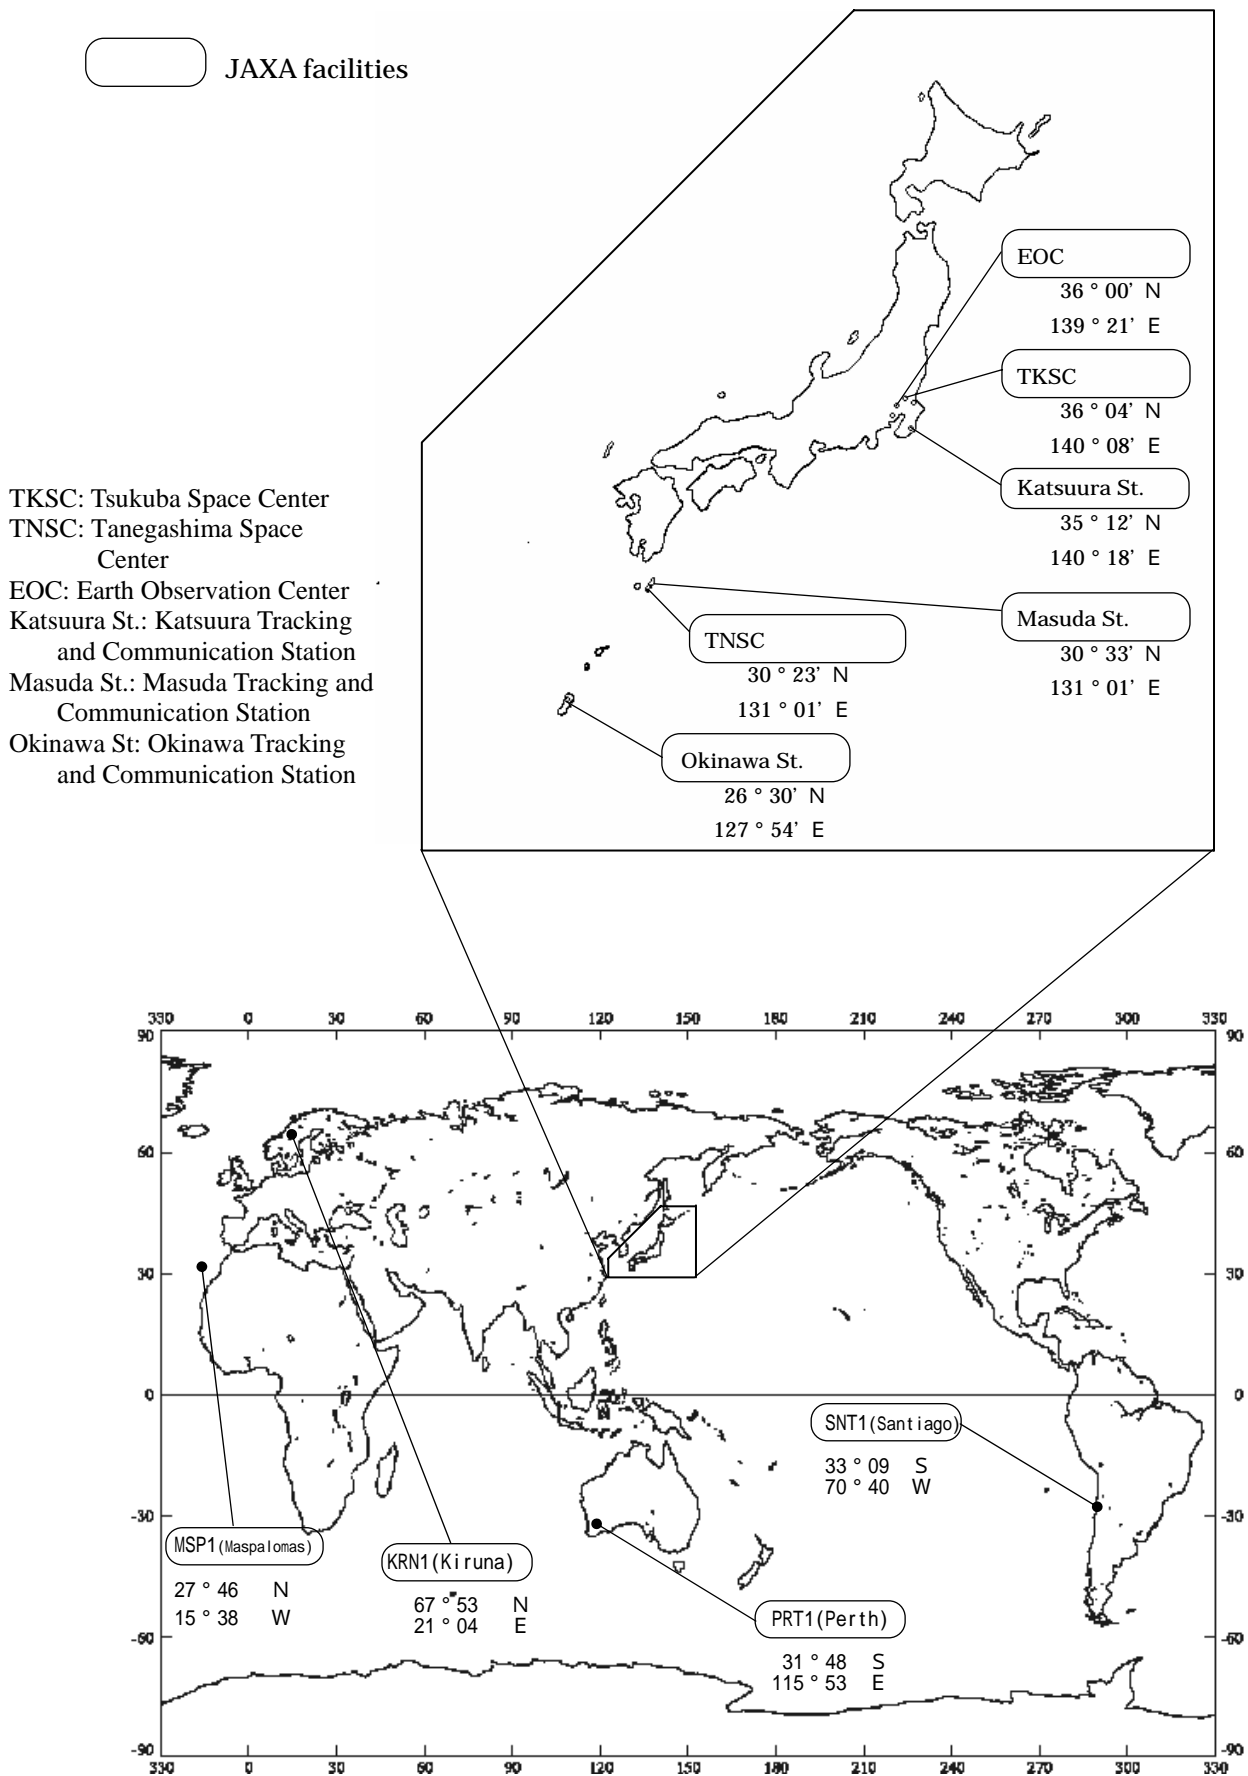 JAXA facilities
EOC
36 ° 00' N
139 ° 21' E
TKSC
36 ° 04' N
140 ° 08' E
Katsuura St.
35 ° 12' N
140 ° 18' E
Masuda St.
30 ° 33' N
131 ° 01' E
TNSC
30 ° 23' N
131 ° 01' E
Okinawa St.
26 ° 30' N
127 ° 54' E
TKSC: Tsukuba Space Center
TNSC: Tanegashima Space
Center
EOC: Earth Observation Center
Katsuura St.: Katsuura Tracking
and Communication Station
Masuda St.: Masuda Tracking and
Communication Station
Okinawa St: Okinawa Tracking
and Communication Station
330 0 30 60 90 120 150 180 210 240 270 300 330
90 90
60 60
30 30
0 0
-30 -30
-60 -60
-90 -90
330 0 30 60 90 120 150 180 210 240 270 300 330
SNT1(Santiago)
33 ° 09 S
70 ° 40 W
MSP1(Maspalomas)
27 ° 46 N
15 ° 38 W
KRN1(Kiruna)
67 ° 53 N
21 ° 04 E
PRT1(Perth)
31 ° 48 S
115 ° 53 E